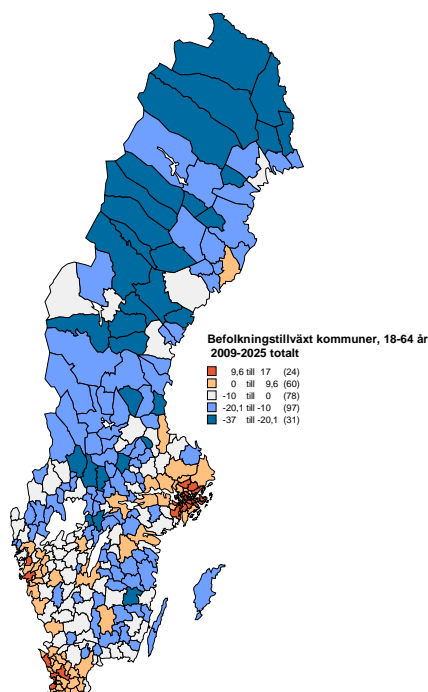 Befolkningstillväxt kommuner, 18-64 år
2009-2025 totalt
9,6 till 17 (24)
0 till 9,6 (60)
-10 till 0 (78)
-20,1 till -10 (97)
-37 till -20,1 (31)